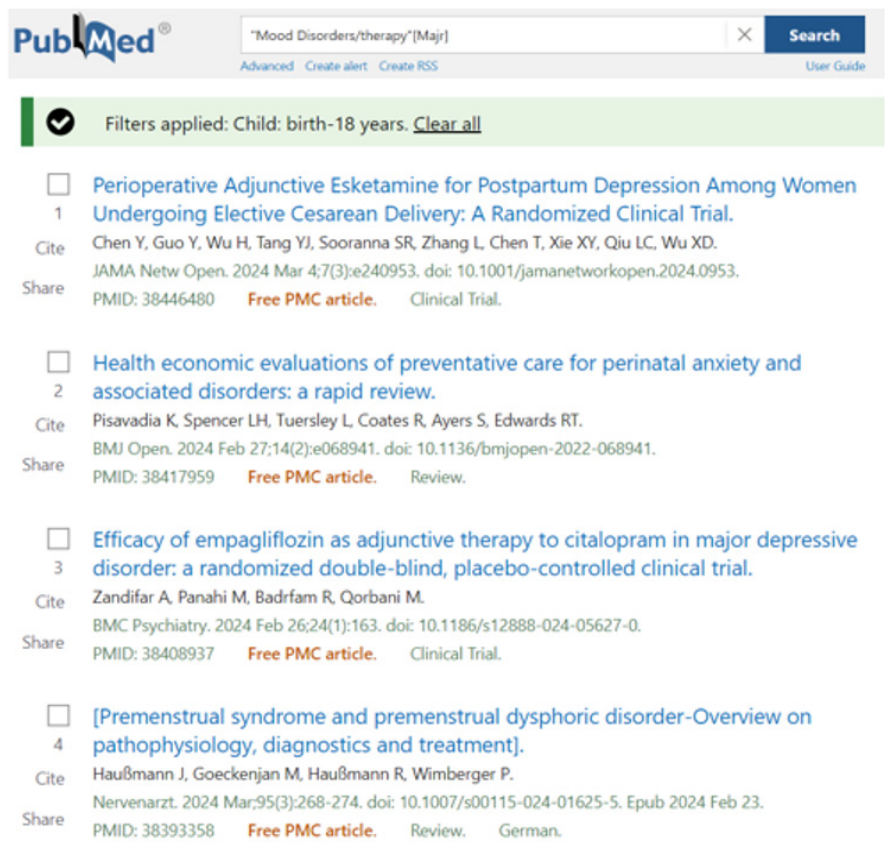 PubMed®
"Mood Disorders/therapy"[Majr]
Search
Advanced Create alert Create RSS
User Guide
Filters applied: Child: birth-18 years. Clear all
Perioperative Adjunctive Esketamine for Postpartum Depression Among Women
1
Undergoing Elective Cesarean Delivery: A Randomized Clinical Trial.
Cite
Chen Y, Guo Y, Wu H, Tang YJ, Sooranna SR, Zhang L, Chen T, Xie XY, Qiu LC, Wu XD.
JAMA Netw Open. 2024 Mar 4;7(3):e240953. doi: 10.1001/jamanetworkopen.2024.0953.
Share
PMID: 38446480 Free PMC article. Clinical Trial.
Health economic evaluations of preventative care for perinatal anxiety and
2
associated disorders: a rapid review.
Cite
Pisavadia K, Spencer LH, Tuersley L, Coates R, Ayers S, Edwards RT.
BMJ Open. 2024 Feb 27;14(2):e068941. doi: 10.1136/bmjopen-2022-068941.
Share
PMID: 38417959 Free PMC article. Review.
Efficacy of empagliflozin as adjunctive therapy to citalopram in major depressive
3
disorder: a randomized double-blind, placebo-controlled clinical trial.
Cite
Zandifar A, Panahi M, Badrfam R, Qorbani M.
BMC Psychiatry. 2024 Feb 26;24(1):163. doi: 10.1186/s12888-024-05627-0.
Share
PMID: 38408937 Free PMC article. Clinical Trial.
[Premenstrual syndrome and premenstrual dysphoric disorder-Overview on
4
pathophysiology, diagnostics and treatment].
Cite
Haußmann J, Goeckenjan M, Haußmann R, Wimberger P.
Nervenarzt. 2024 Mar;95(3):268-274. doi: 10.1007/s00115-024-01625-5. Epub 2024 Feb 23.
Share
PMID: 38393358 Free PMC article. Review. German.